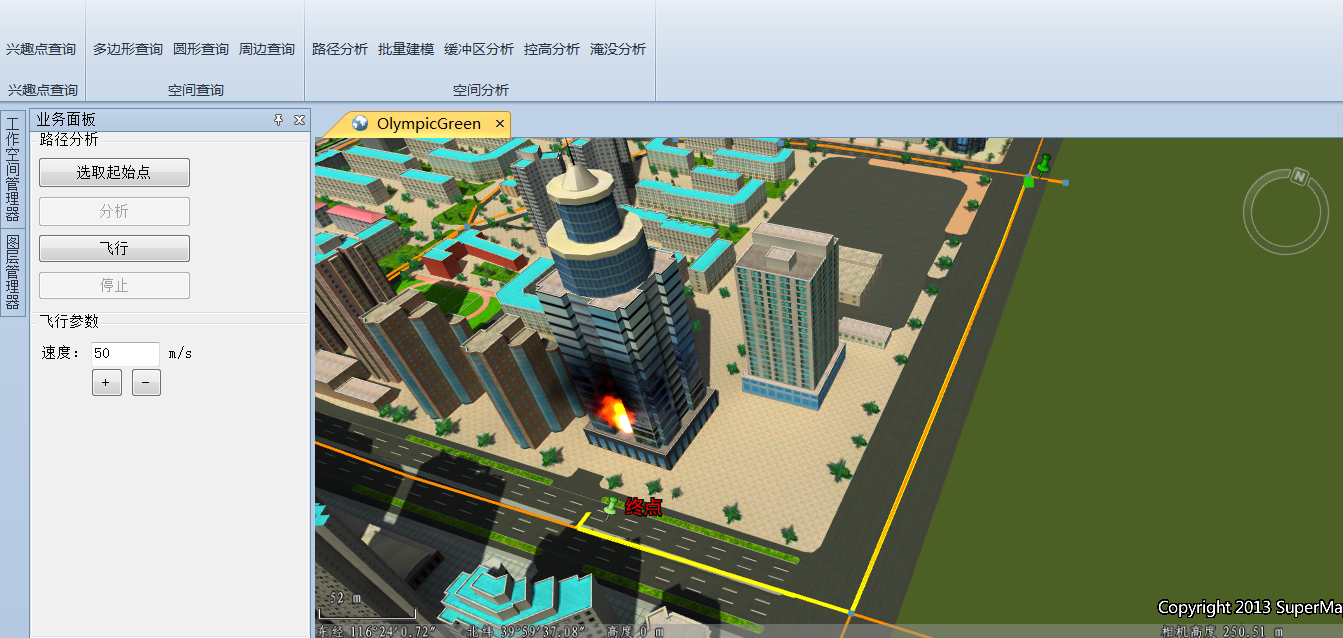 兴趣点查询 多边形查询 圆形查询 周边查询 路径分析 批量建模 缓冲区分析 控高分析 淹没分析
兴趣点查询 空间查询 空间分析
工作空间管理器
图层管理器
业务面板
路径分析
选取起始点
分析
飞行
停止
飞行参数
速度： 50 m/s
+ -
OlympicGreen
N
终点
52 m
Copyright 2013 SuperMa
东经 116°24′0.72″ 北纬 39°59′37.08″ 高度 0 m 相机高度 250.51 m